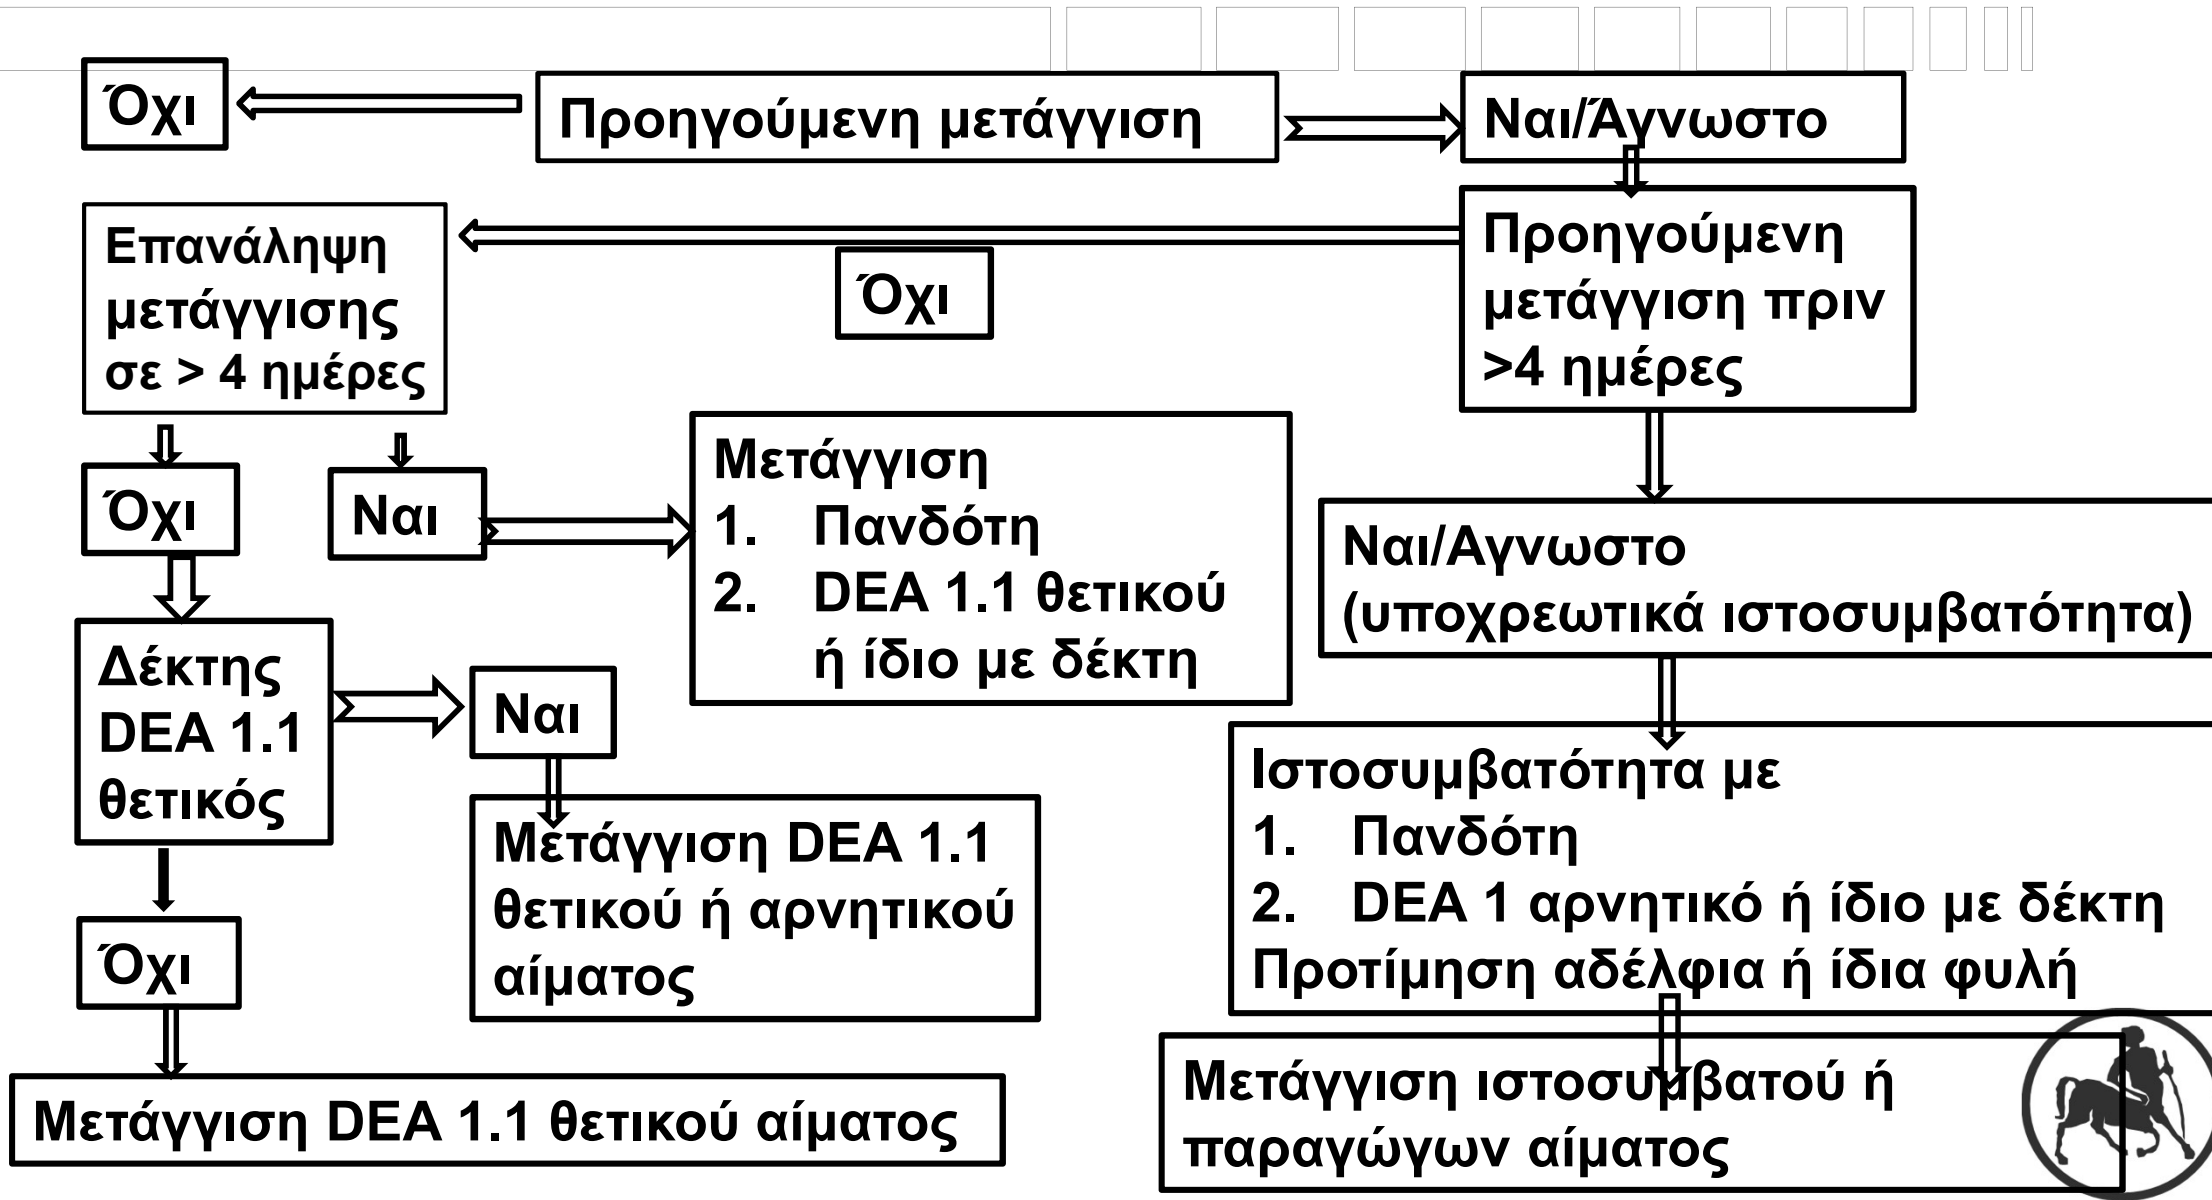 Όχι
Προηγούμενη μετάγγιση
Ναι/Άγνωστο
Επανάληψη
μετάγγισης
σε > 4 ημέρες
Όχι
Προηγούμενη
μετάγγιση πριν
>4 ημέρες
Όχι
Ναι
Μετάγγιση
1. Πανδότη
2. DEA 1.1 θετικού
ή ίδιο με δέκτη
Ναι/Αγνωστο
(υποχρεωτικά ιστοσυμβατότητα)
Δέκτης
DEA 1.1
θετικός
Ναι
Μετάγγιση DEA 1.1
θετικού ή αρνητικού
αίματος
Ιστοσυμβατότητα με
1. Πανδότη
2. DEA 1 αρνητικό ή ίδιο με δέκτη
Προτίμηση αδέλφια ή ίδια φυλή
Όχι
Μετάγγιση DEA 1.1 θετικού αίματος
Μετάγγιση ιστοσυμβατού ή
παραγώγων αίματος